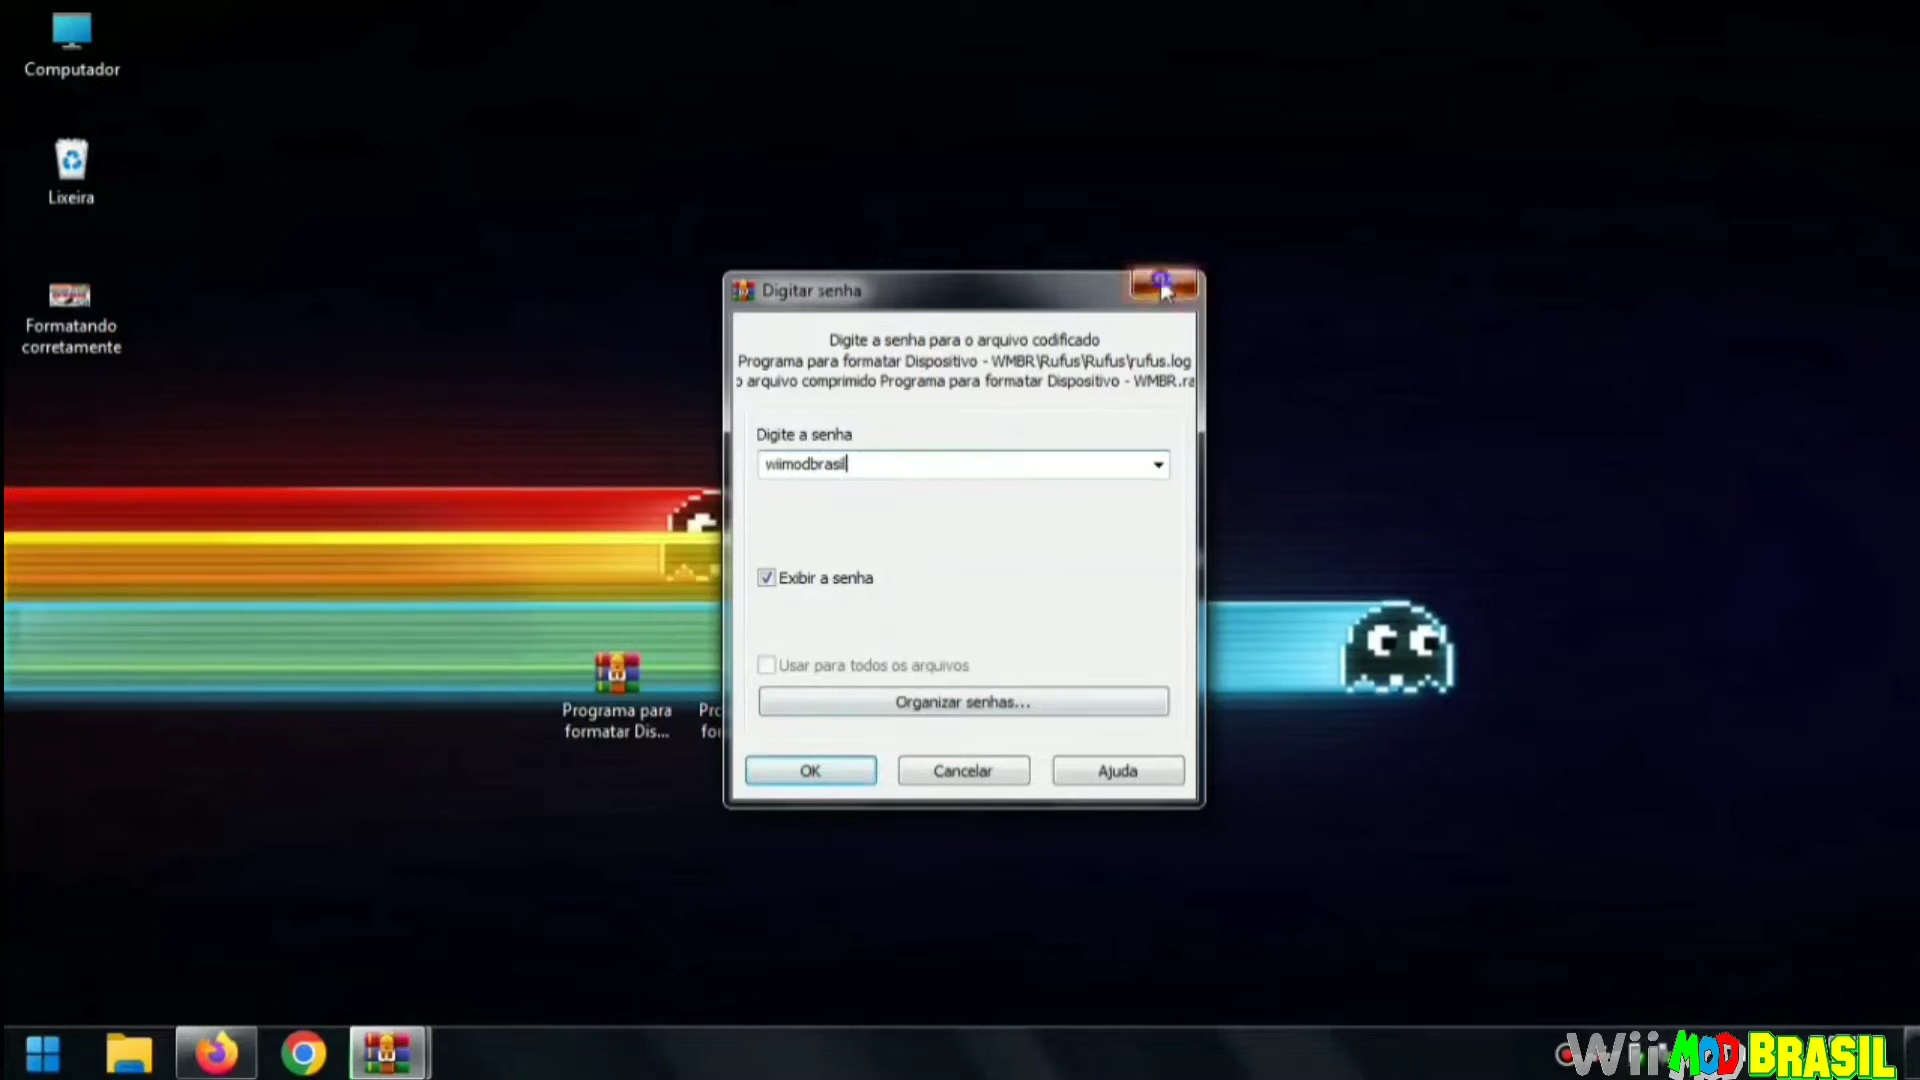 Computador
Lixeira
Formatando
corretamente
Digitar senha
Digite a senha para o arquivo codificado
Programa para formatar Dispositivo - WMBR\Rufus\Rufus\rufus.log
o arquivo comprimido Programa para formatar Dispositivo - WMBR.ra
Digite a senha
wiimodbrasil
Exibir a senha
Usar para todos os arquivos
Organizar senhas...
OK
Cancelar
Ajuda
Programa para
formatar Dis...
Wii MOD BRASIL